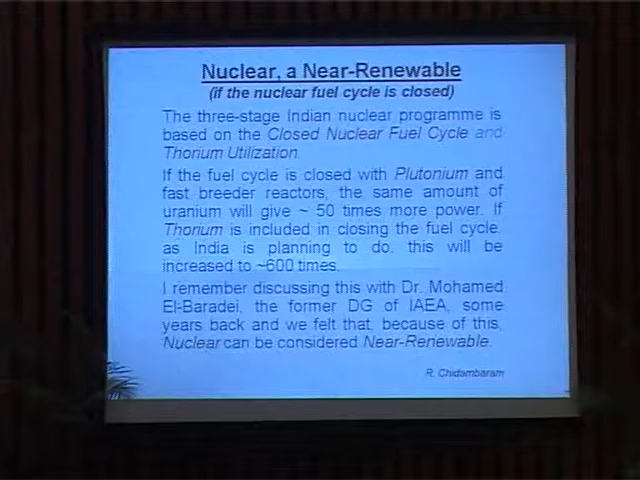 Nuclear, a Near-Renewable
(if the nuclear fuel cycle is closed)
The three-stage Indian nuclear programme is
based on the Closed Nuclear Fuel Cycle and
Thorium Utilization.
If the fuel cycle is closed with Plutonium and
fast breeder reactors, the same amount of
uranium will give ~ 50 times more power. If
Thorium is included in closing the fuel cycle,
as India is planning to do, this will be
increased to ~600 times.
I remember discussing this with Dr. Mohamed
El-Baradei, the former DG of IAEA, some
years back and we felt that, because of this,
Nuclear can be considered Near-Renewable.
R. Chidambaram